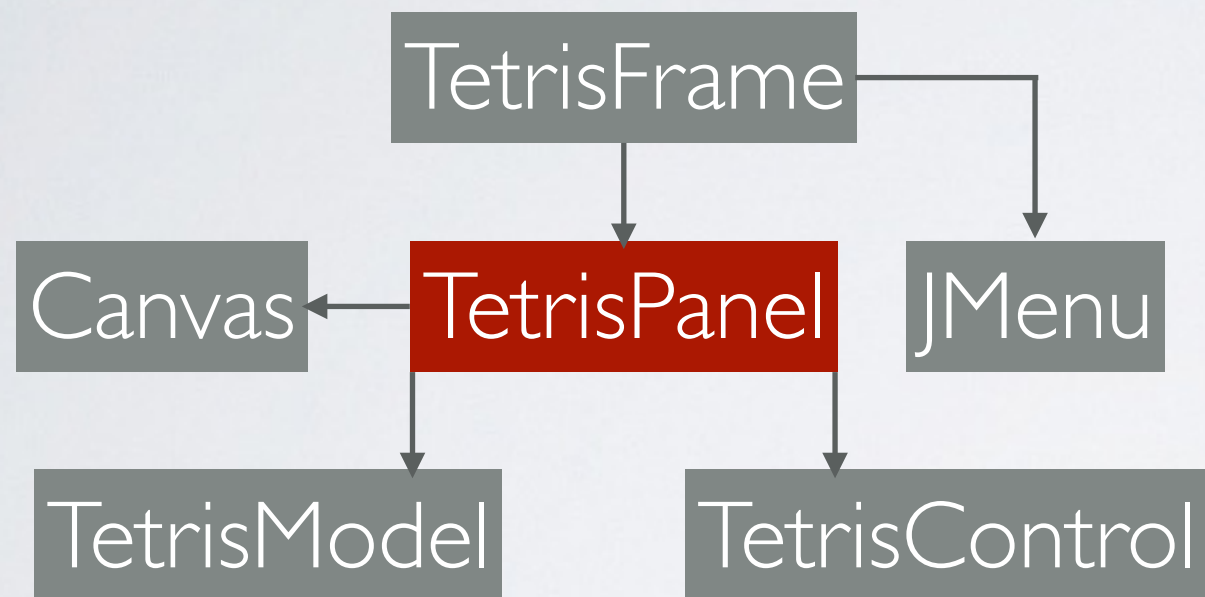 TetrisFrame
Canvas
TetrisPanel
JMenu
TetrisModel
TetrisControl